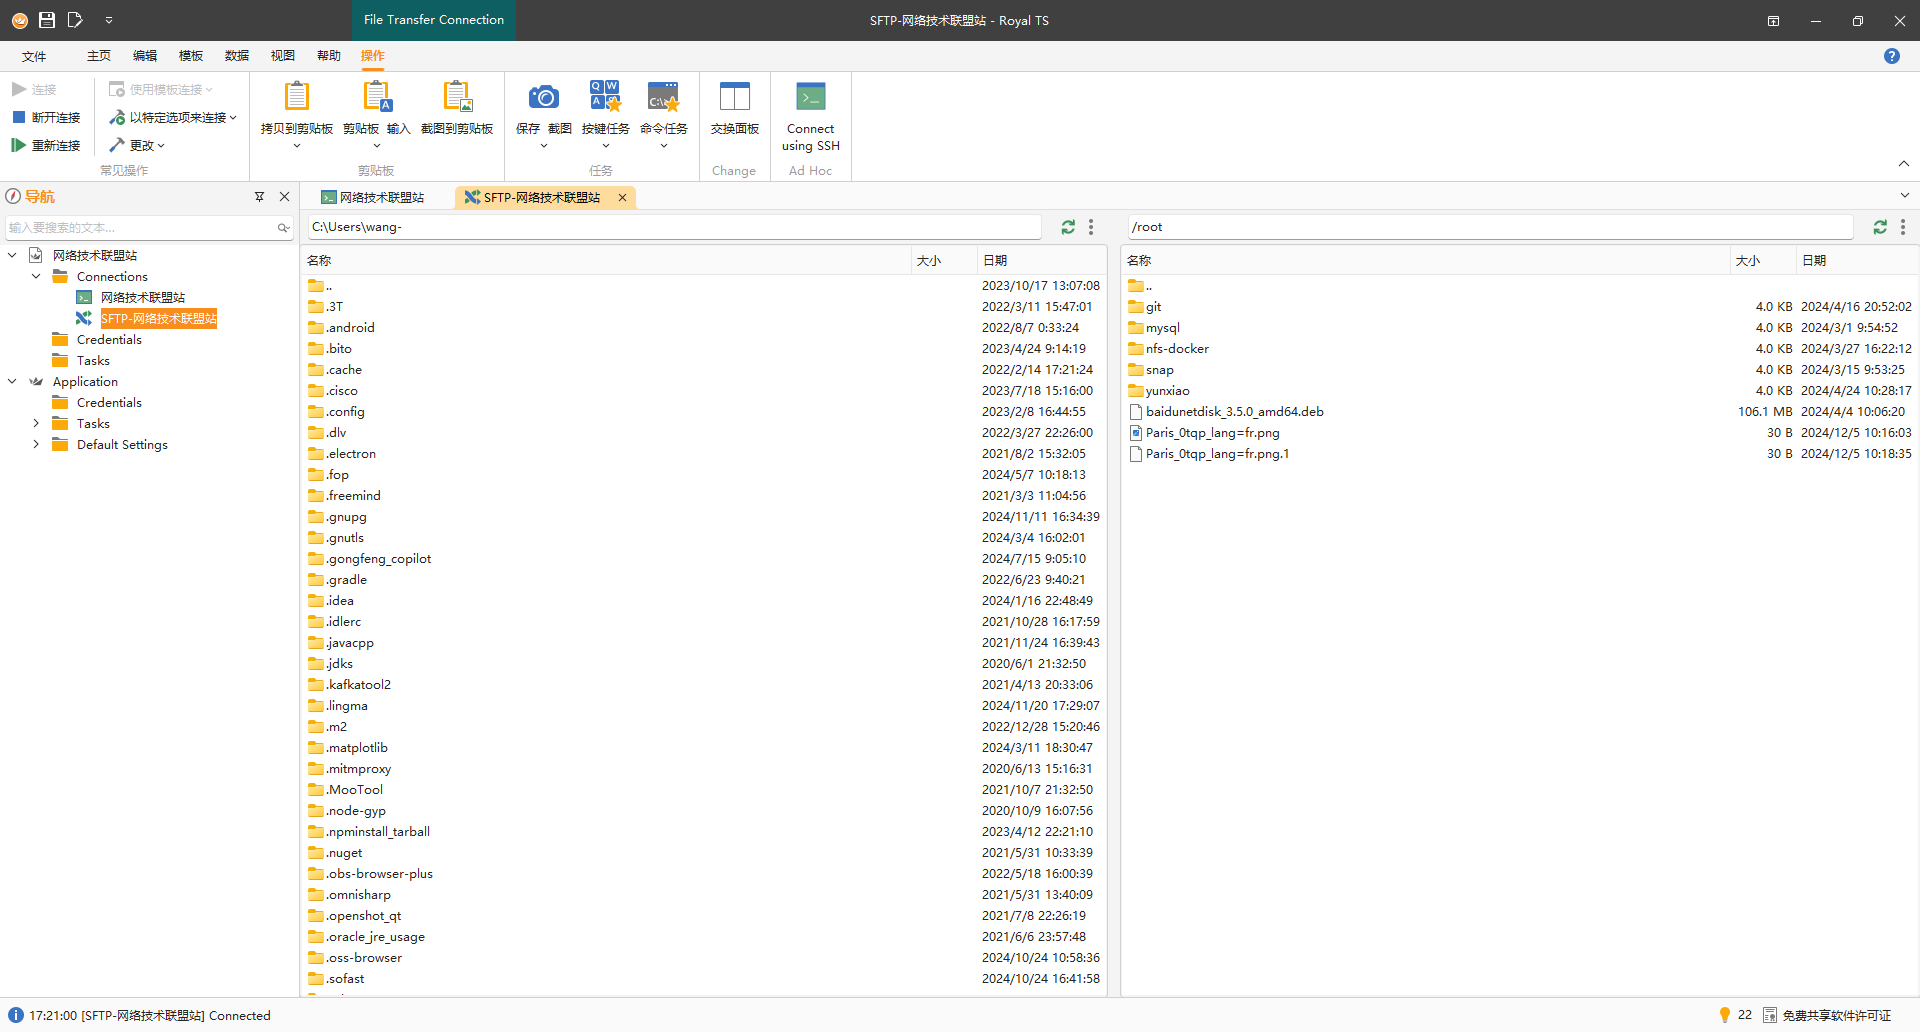 File Transfer Connection
SFTP-网络技术联盟站 - Royal TS
文件 主页 编辑 模板 数据 视图 帮助 操作
连接
断开连接
重新连接
使用模板连接
以特定选项来连接
更改
常见操作
拷贝到剪贴板
剪贴板 输入
截图到剪贴板
剪贴板
保存 截图
按键任务
命令任务
任务
交换面板
Change
Connect
using SSH
Ad Hoc
导航
输入要搜索的文本...
网络技术联盟站
Connections
网络技术联盟站
SFTP-网络技术联盟站
Credentials
Tasks
Application
Credentials
Tasks
Default Settings
网络技术联盟站
SFTP-网络技术联盟站
C:\Users\wang-
名称 大小 日期
.. 2023/10/17 13:07:08
.3T 2022/3/11 15:47:01
.android 2022/8/7 0:33:24
.bito 2023/4/24 9:14:19
.cache 2022/2/14 17:21:24
.cisco 2023/7/18 15:16:00
.config 2023/2/8 16:44:55
.dlv 2022/3/27 22:26:00
.electron 2021/8/2 15:32:05
.fop 2024/5/7 10:18:13
.freemind 2021/3/3 11:04:56
.gnupg 2024/11/11 16:34:39
.gnutls 2024/3/4 16:02:01
.gongfeng_copilot 2024/7/15 9:05:10
.gradle 2022/6/23 9:40:21
.idea 2024/1/16 22:48:49
.idlerc 2021/10/28 16:17:59
.javacpp 2021/11/24 16:39:43
.jdks 2020/6/1 21:32:50
.kafkatool2 2021/4/13 20:33:06
.lingma 2024/11/20 17:29:07
.m2 2022/12/28 15:20:46
.matplotlib 2024/3/11 18:30:47
.mitmproxy 2020/6/13 15:16:31
.MooTool 2021/10/7 21:32:50
.node-gyp 2020/10/9 16:07:56
.npminstall_tarball 2023/4/12 22:21:10
.nuget 2021/5/31 10:33:39
.obs-browser-plus 2022/5/18 16:00:39
.omnisharp 2021/5/31 13:40:09
.openshot_qt 2021/7/8 22:26:19
.oracle_jre_usage 2021/6/6 23:57:48
.oss-browser 2024/10/24 10:58:36
.sofast 2024/10/24 16:41:58
/root
名称 大小 日期
..
git 4.0 KB 2024/4/16 20:52:02
mysql 4.0 KB 2024/3/1 9:54:52
nfs-docker 4.0 KB 2024/3/27 16:22:12
snap 4.0 KB 2024/3/15 9:53:25
yunxiao 4.0 KB 2024/4/24 10:28:17
baidunetdisk_3.5.0_amd64.deb 106.1 MB 2024/4/4 10:06:20
Paris_0tqp_lang=fr.png 30 B 2024/12/5 10:16:03
Paris_0tqp_lang=fr.png.1 30 B 2024/12/5 10:18:35
17:21:00 [SFTP-网络技术联盟站] Connected
22 免费共享软件许可证